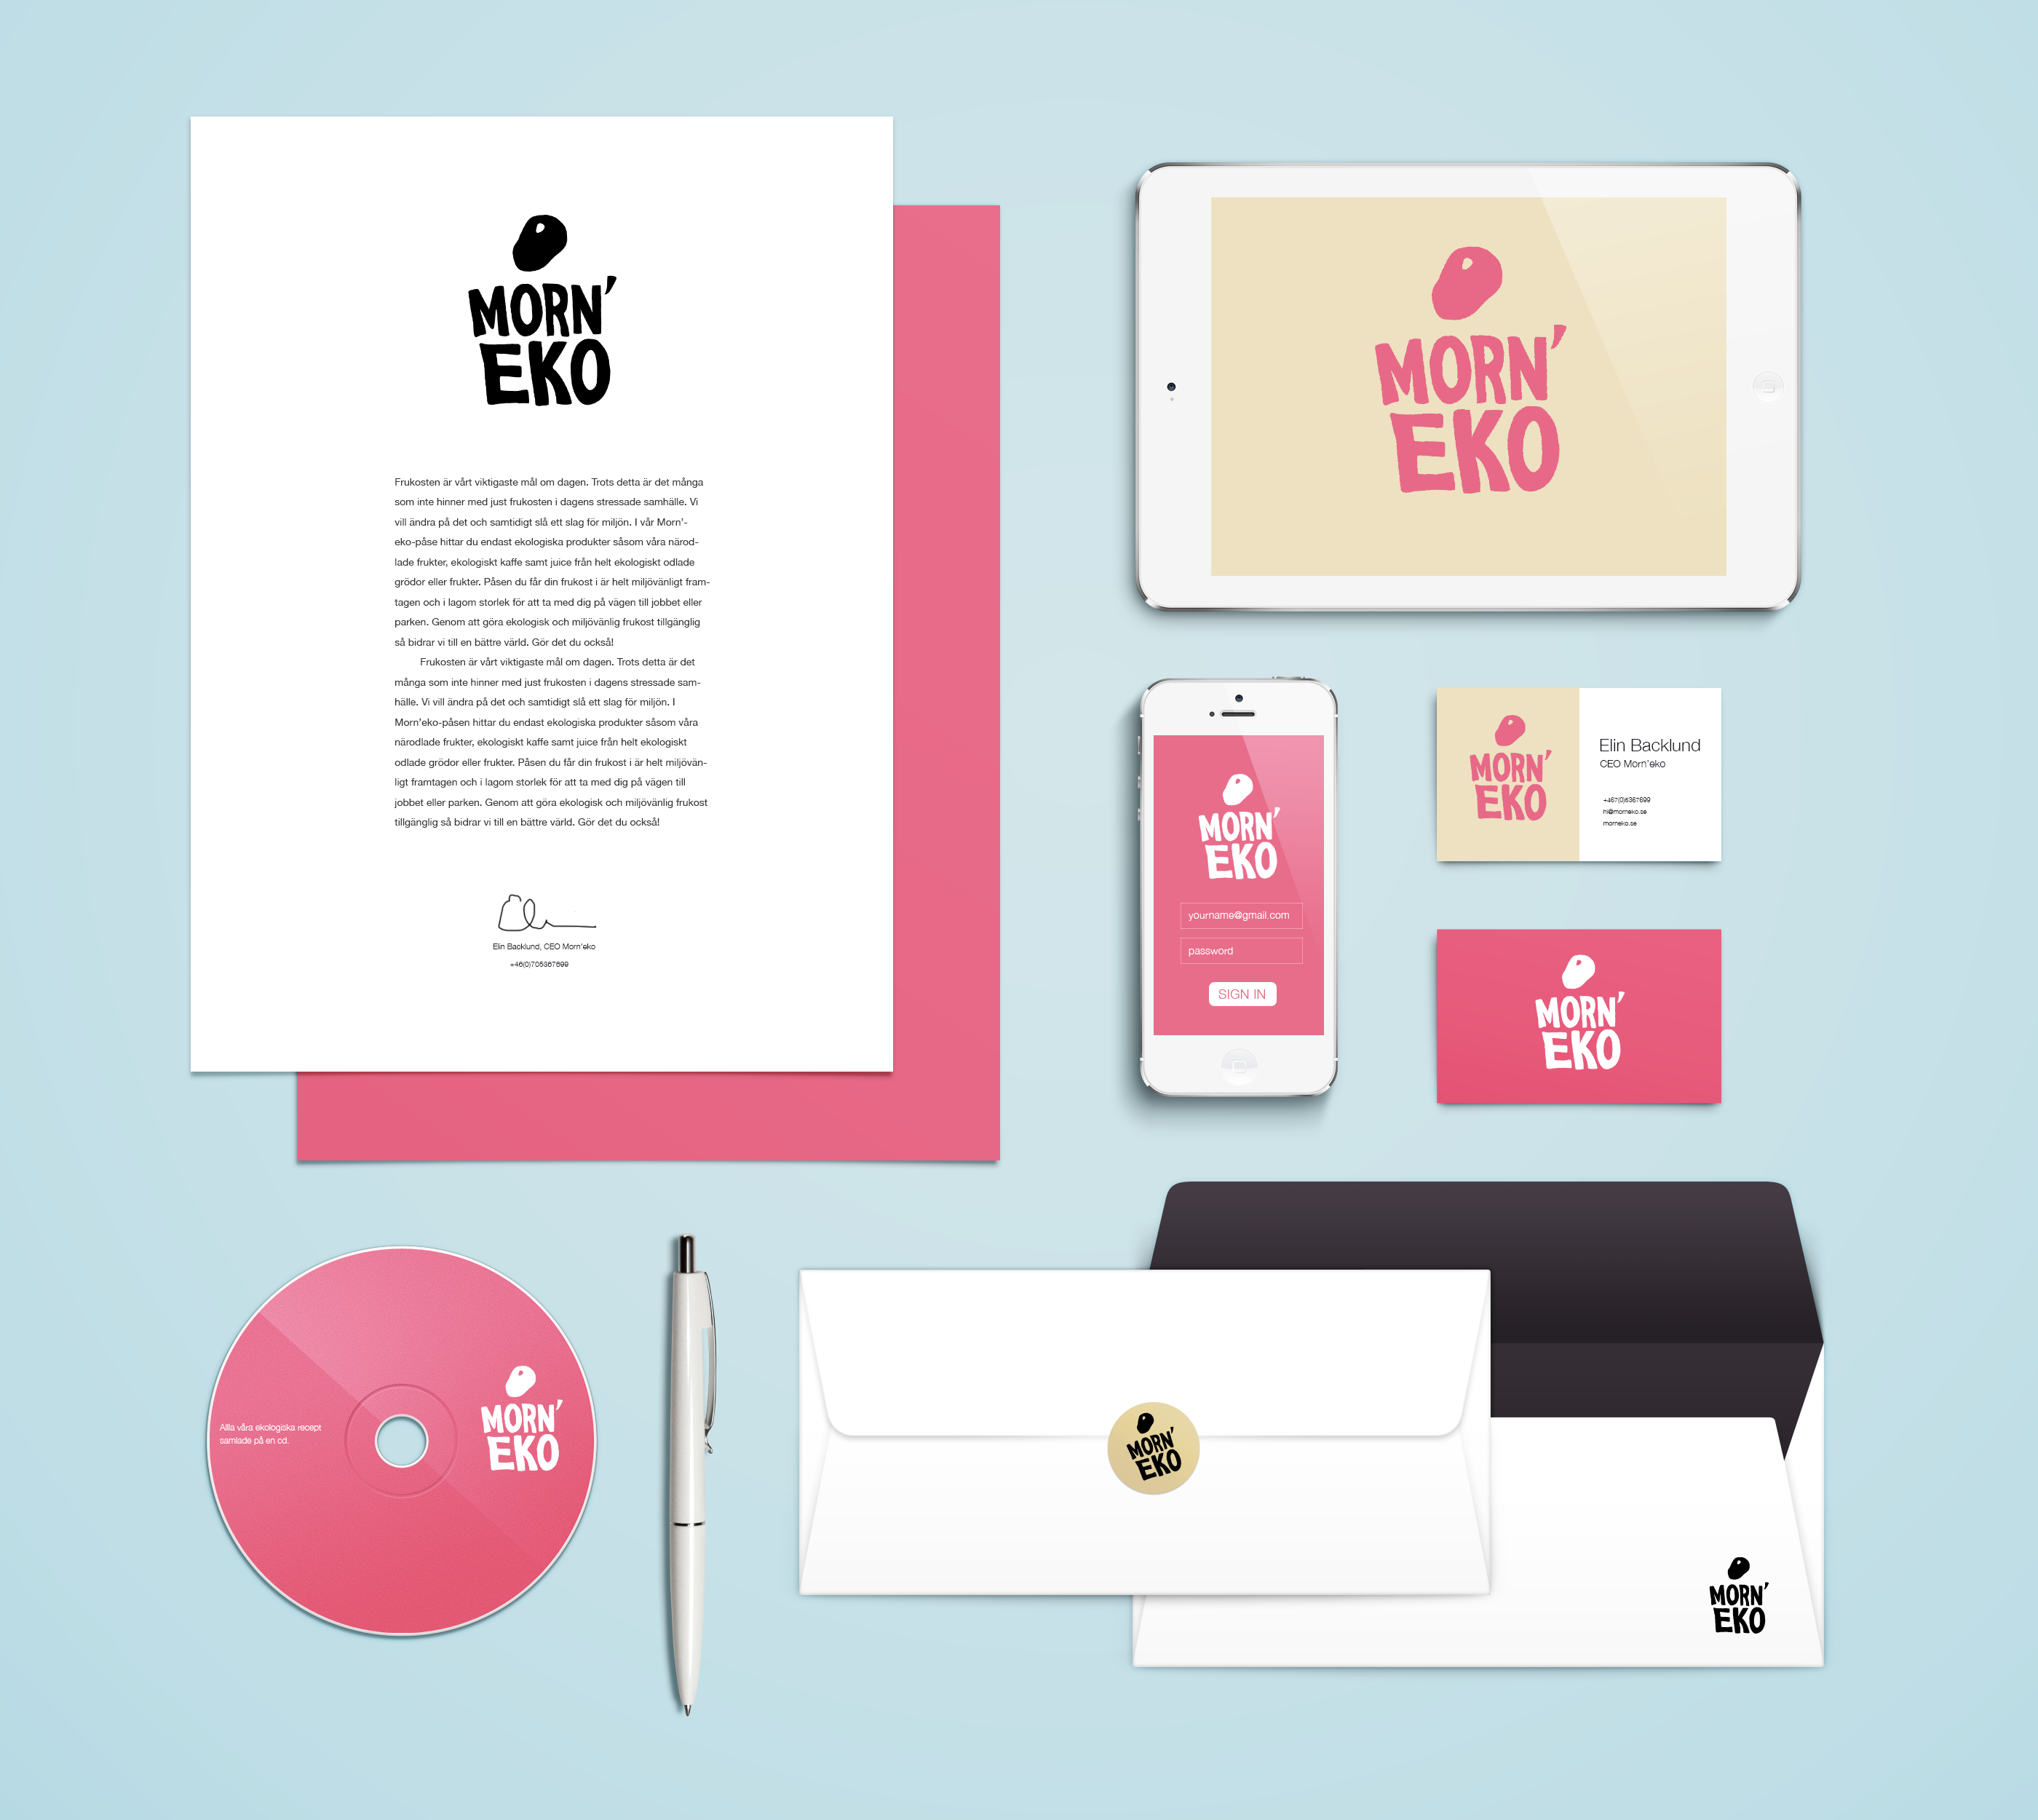 MORN'
EKO
Frukosten är vårt viktigaste mål om dagen. Trots detta är det många
som inte hinner med just frukosten i dagens stressade samhälle. Vi
vill ändra på det och samtidigt slå ett slag för miljön. I vår Morn'-
eko-påse hittar du endast ekologiska produkter såsom våra närod-
lade frukter, ekologiskt kaffe samt juice från helt ekologiskt odlade
grödor eller frukter. Påsen du får din frukost i är helt miljövänligt fram-
tagen och i lagom storlek för att ta med dig på vägen till jobbet eller
parken. Genom att göra ekologisk och miljövänlig frukost tillgänglig
så bidrar vi till en bättre värld. Gör det du också!
Frukosten är vårt viktigaste mål om dagen. Trots detta är det
många som inte hinner med just frukosten i dagens stressade sam-
hälle. Vi vill ändra på det och samtidigt slå ett slag för miljön. I
Morn'eko-påsen hittar du endast ekologiska produkter såsom våra
närodlade frukter, ekologiskt kaffe samt juice från helt ekologiskt
odlade grödor eller frukter. Påsen du får din frukost i är helt miljövän-
ligt framtagen och i lagom storlek för att ta med dig på vägen till
jobbet eller parken. Genom att göra ekologisk och miljövänlig frukost
tillgänglig så bidrar vi till en bättre värld. Gör det du också!
Elin Backlund, CEO Morn'eko
+46(0)705367699
MORN'
EKO
MORN'
EKO
yourname@gmail.com
password
SIGN IN
MORN'
EKO
Elin Backlund
CEO Morn'eko
+467(0)5367699
hi@morneko.se
morneko.se
MORN'
EKO
Allla våra ekologiska recept
samlade på en cd.
MORN'
EKO
MORN'
EKO
MORN'
EKO